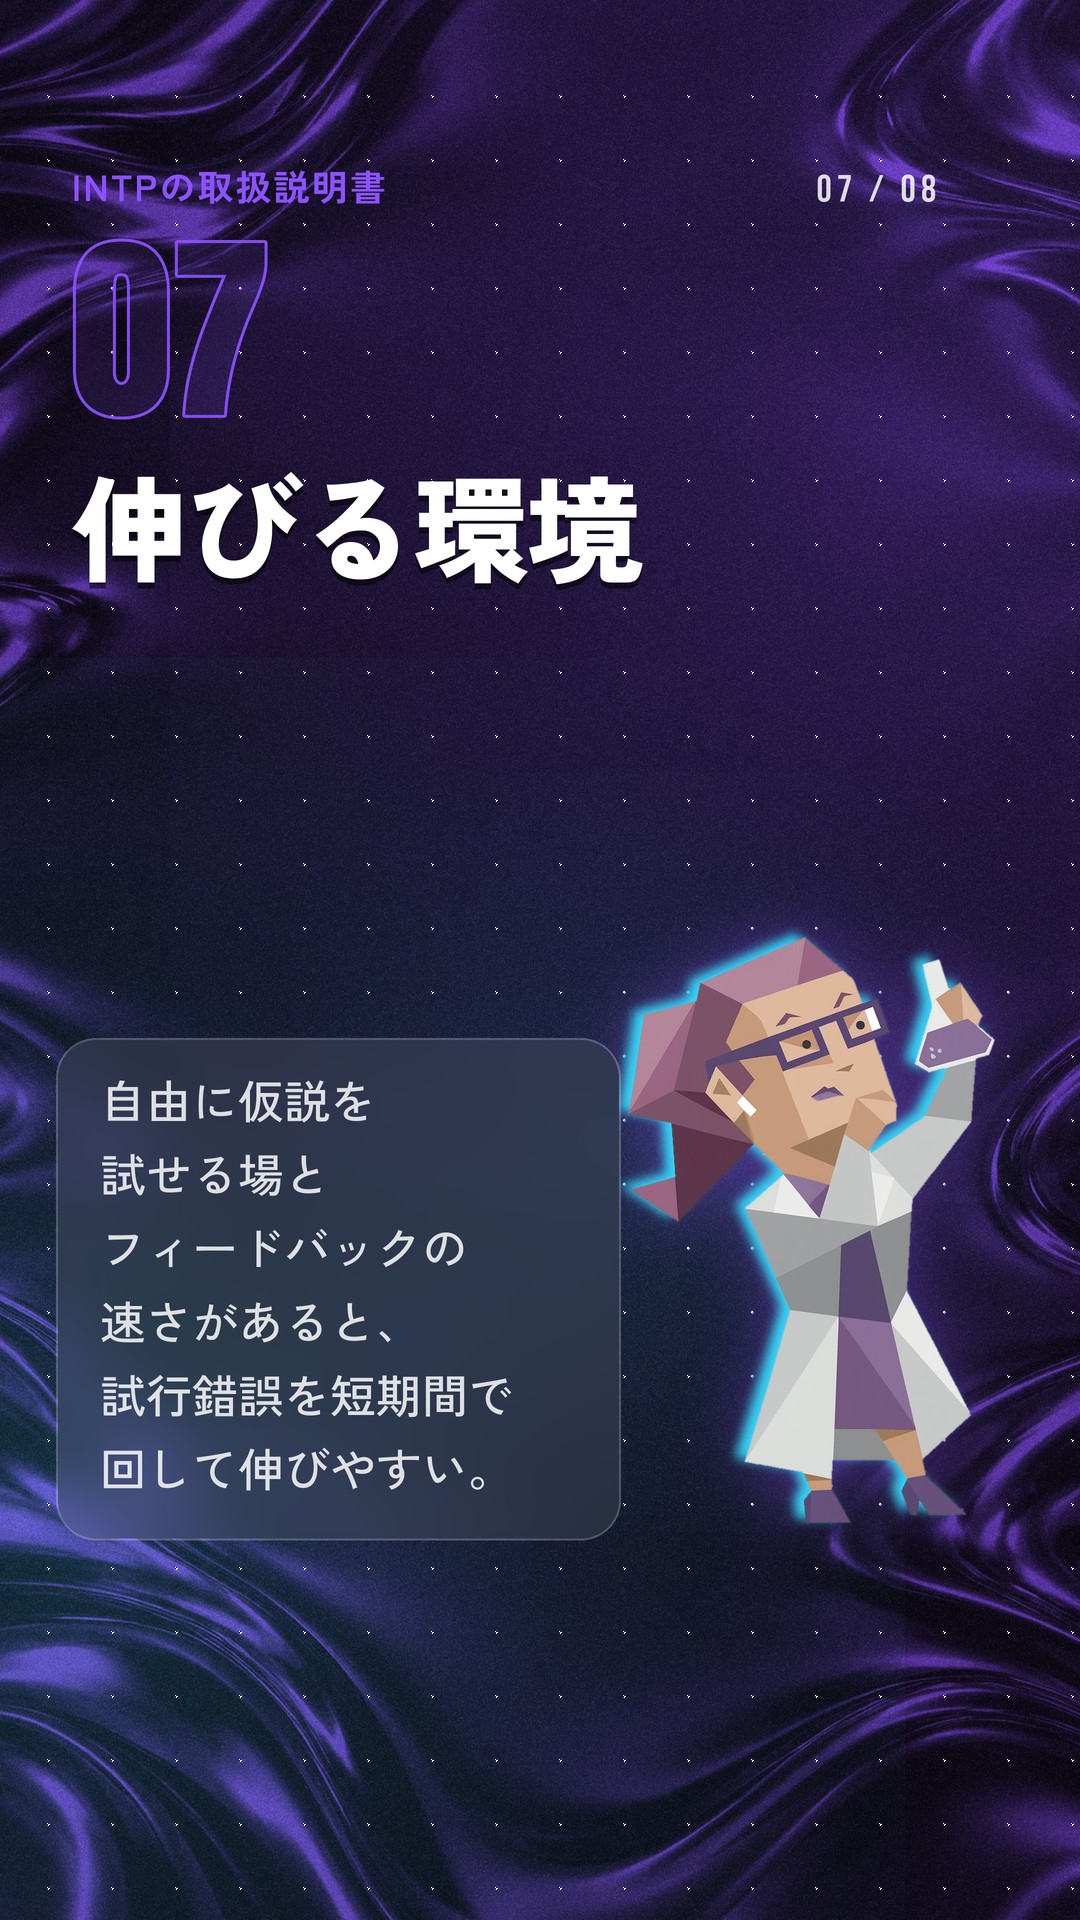 INTPの取扱説明書
07 / 08
07
伸びる環境
自由に仮説を
試せる場と
フィードバックの
速さがあると、
試行錯誤を短期間で
回して伸びやすい。